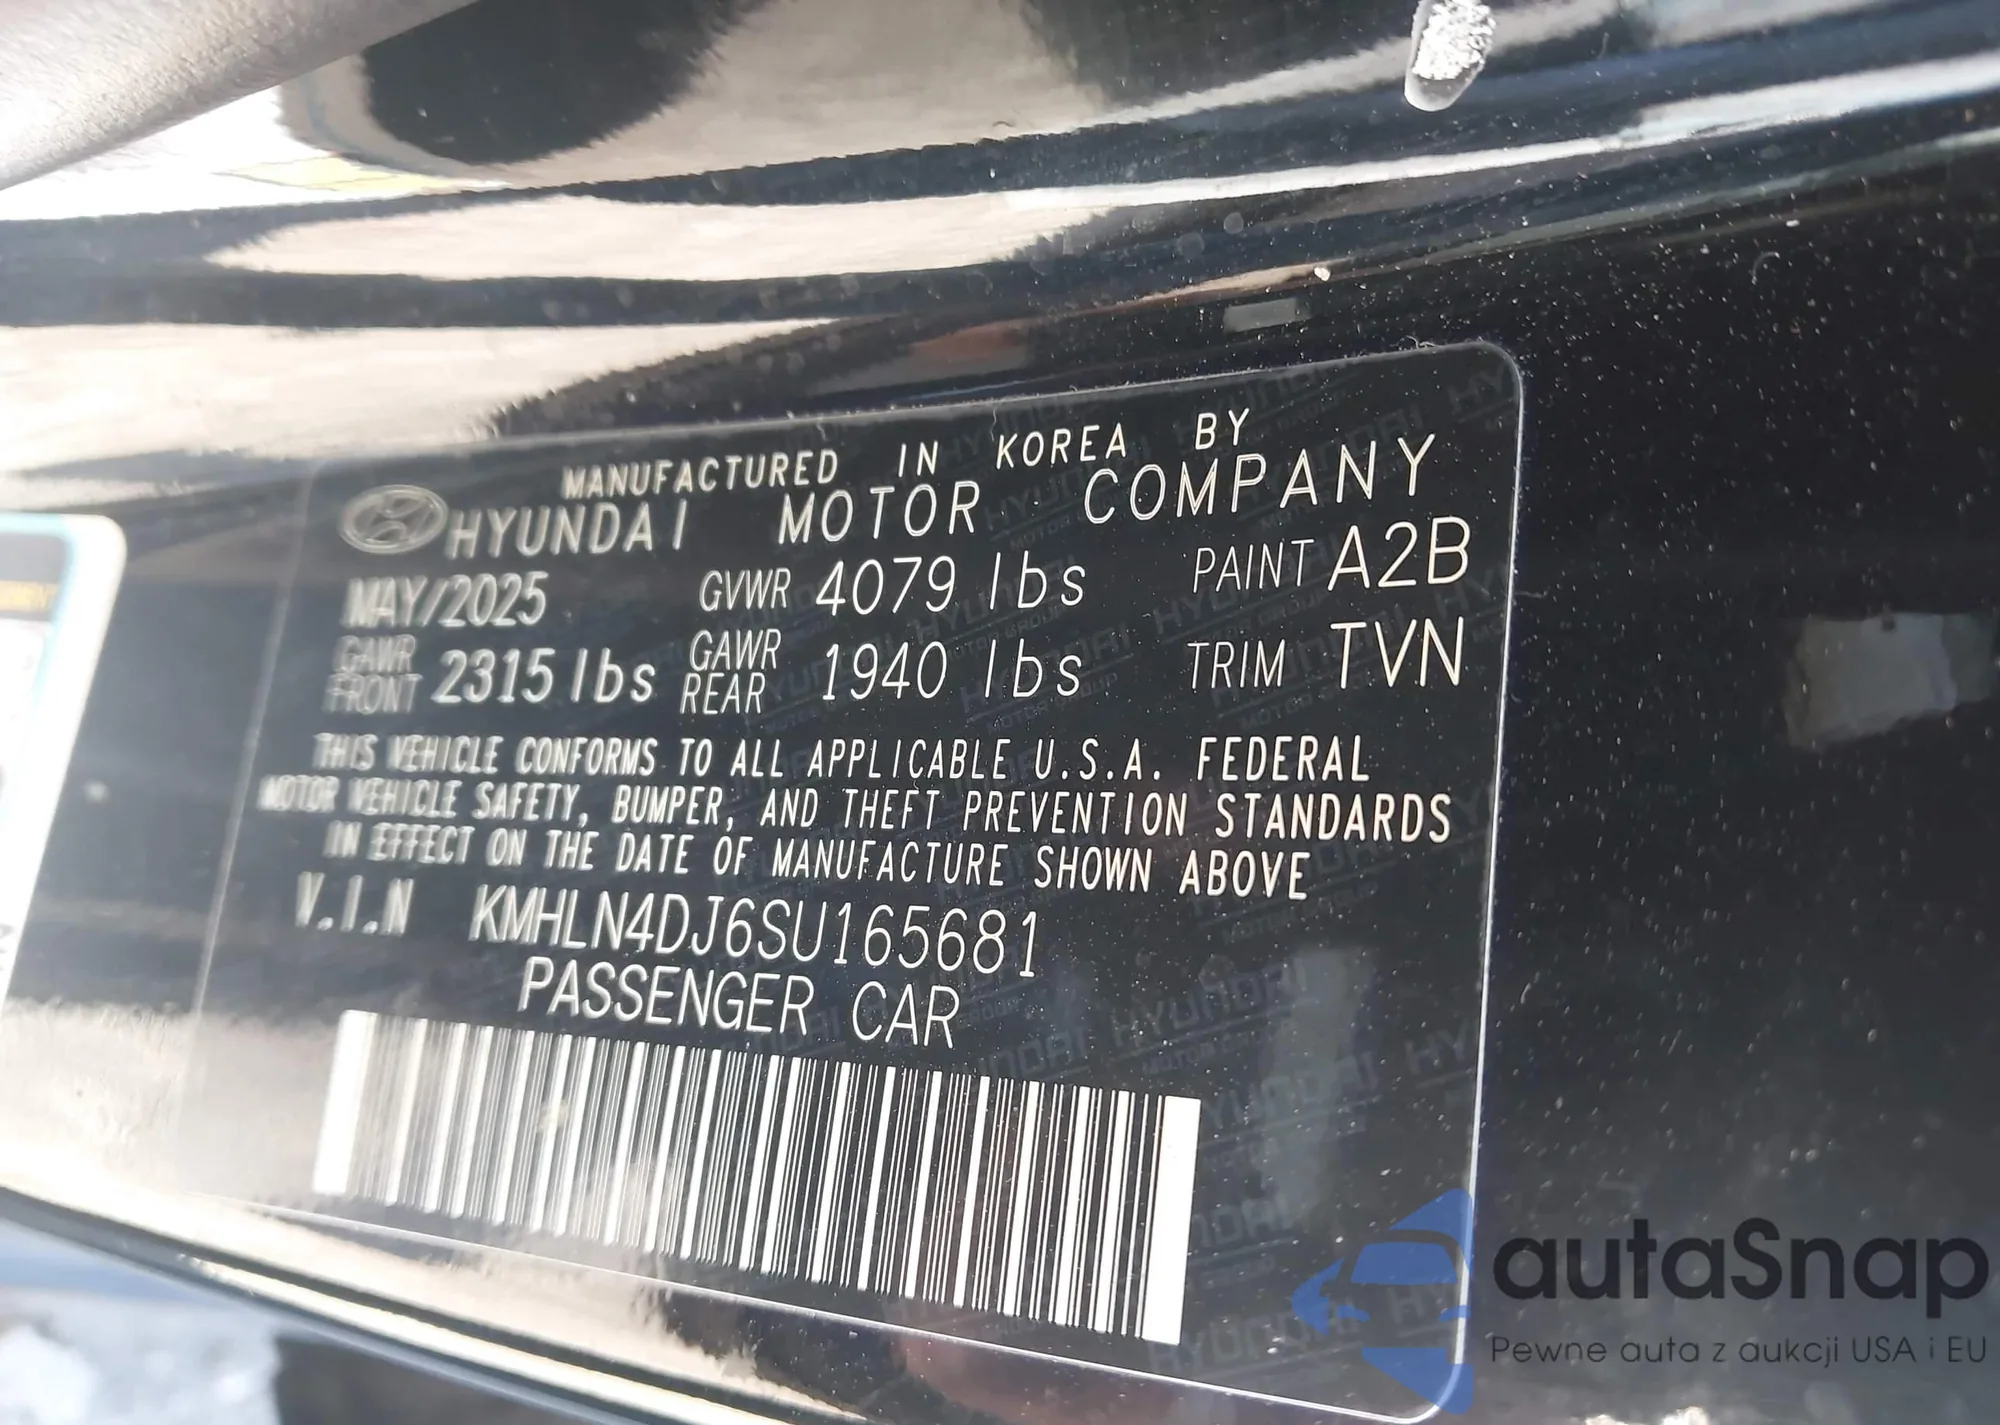 MANUFACTURED IN KOREA BY
HYUNDAI MOTOR COMPANY
MAY/2025 GVWR 4079 lbs PAINT A2B
GAWR FRONT 2315 lbs GAWR REAR 1940 lbs TRIM TVN
THIS VEHICLE CONFORMS TO ALL APPLICABLE U.S.A. FEDERAL
MOTOR VEHICLE SAFETY, BUMPER, AND THEFT PREVENTION STANDARDS
IN EFFECT ON THE DATE OF MANUFACTURE SHOWN ABOVE
V.I.N KMHLN4DJ6SU165681
PASSENGER CAR
autaSnap
Pewne auta z aukcji USA i EU